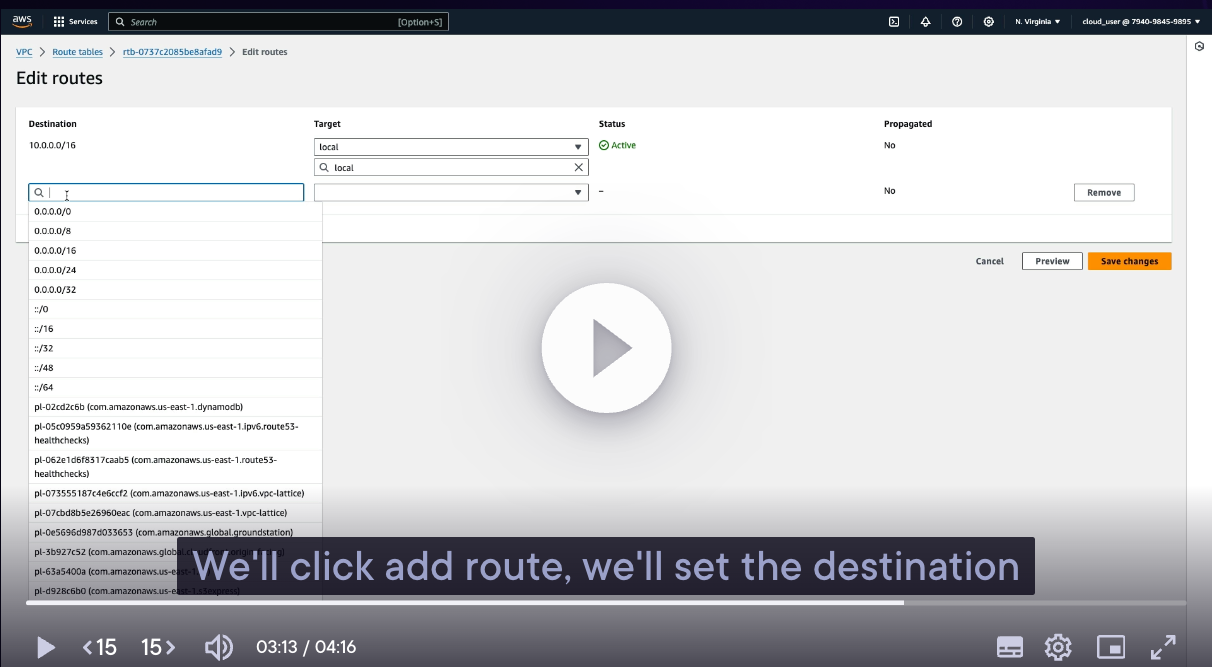 aws
Services
Search
[Option+S]
N. Virginia
cloud_user @ 7940-9845-9895
VPC > Route tables > rtb-0737c2085be8afad9 > Edit routes
Edit routes
Destination Target Status Propagated
10.0.0.0/16 local Active No
local
– No Remove
0.0.0.0/0
0.0.0.0/8
0.0.0.0/16
0.0.0.0/24
0.0.0.0/32
::/0
::/16
::/32
::/48
::/64
pl-02cd2c6b (com.amazonaws.us-east-1.dynamodb)
pl-05c0959a59362110e (com.amazonaws.us-east-1.ipv6.route53-
healthchecks)
pl-062e1d6f8317caab5 (com.amazonaws.us-east-1.route53-
healthchecks)
pl-073555187c4e6ccf2 (com.amazonaws.us-east-1.ipv6.vpc-lattice)
pl-07cbd8b5e26960eac (com.amazonaws.us-east-1.vpc-lattice)
pl-0e5696d987d033653 (com.amazonaws.global.groundstation)
pl-3b927c52 (com.amazonaws.global.
pl-63a5400a (com.amazonaws.us-east-1.
pl-d928c6b0 (com.amazonaws.us-east-1.
Cancel Preview Save changes
We'll click add route, we'll set the destination
<15 15> 03:13 / 04:16